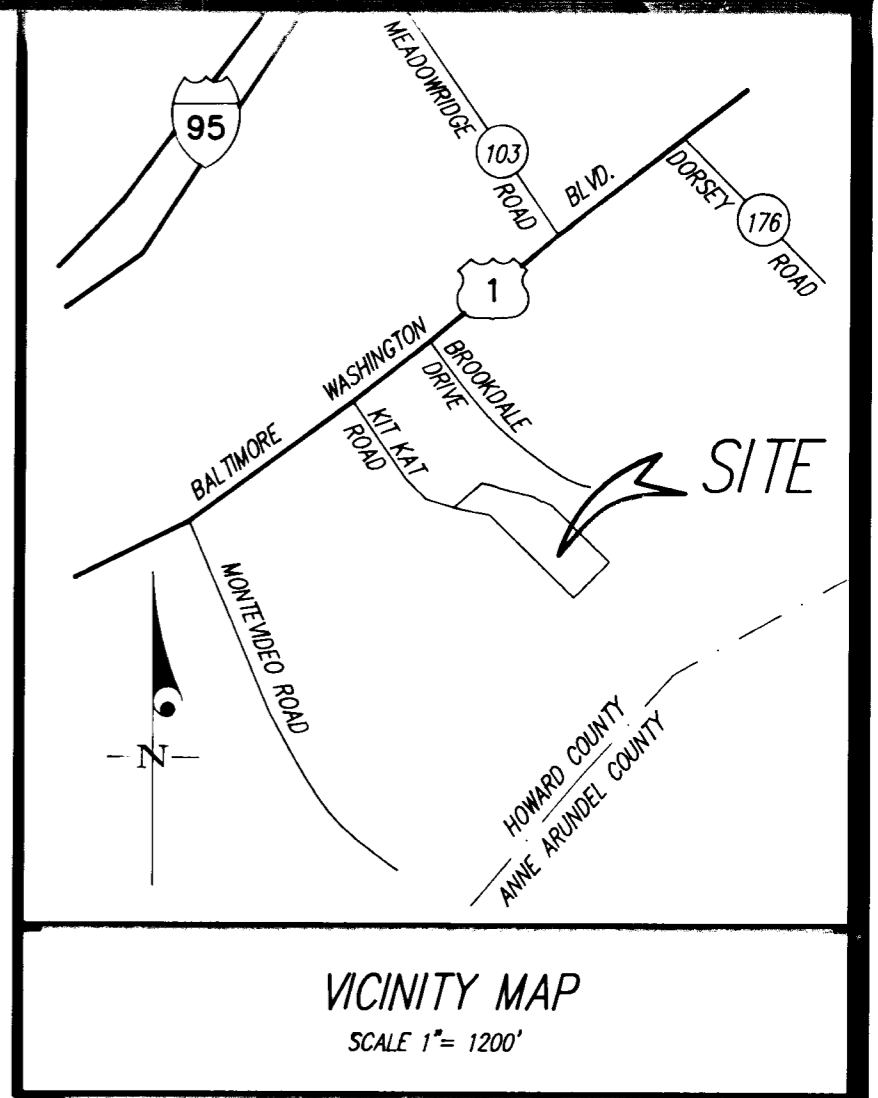 95
MEADOWRIDGE
ROAD
103
BLVD.
DORSEY
ROAD
176
1
WASHINGTON
BALTIMORE
BROOKDALE
DRIVE
KIT KAT
ROAD
SITE
MONTEVIDEO ROAD
N
HOWARD COUNTY
ANNE ARUNDEL COUNTY
VICINITY MAP
SCALE 1"= 1200'